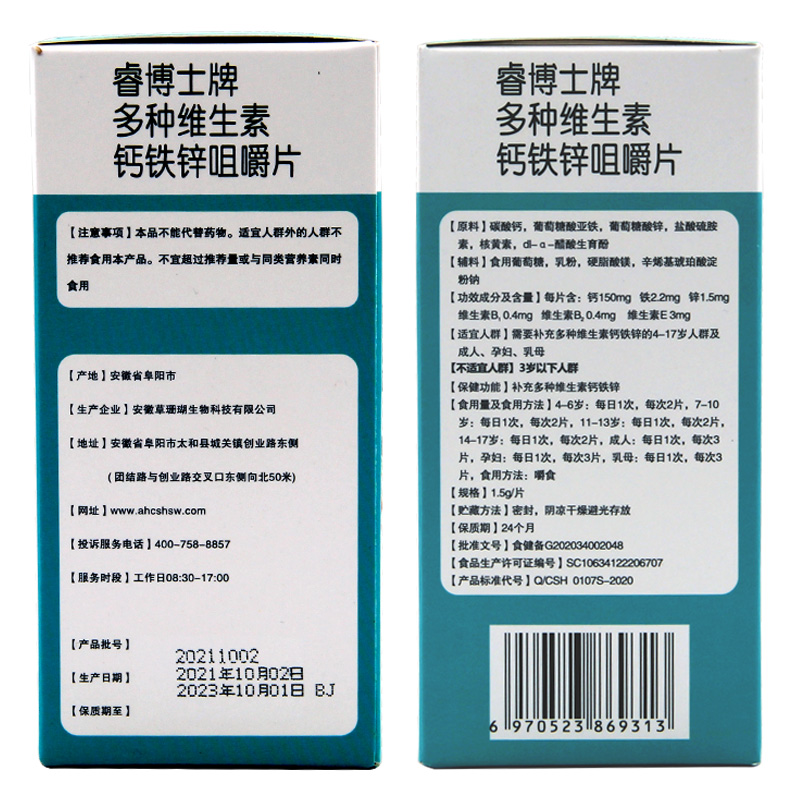 睿博士牌
多种维生素
钙铁锌咀嚼片
【注意事项】本品不能代替药物。适宜人群外的人群不
推荐食用本产品。不宜超过推荐量或与同类营养素同时
食用
【产地】安徽省阜阳市
【生产企业】安徽草珊瑚生物科技有限公司
【地址】安徽省阜阳市太和县城关镇创业路东侧
(团结路与创业路交叉口东侧向北50米)
【网址】www.ahcshsw.com
【投诉服务电话】400-758-8857
【服务时段】工作日08:30-17:00
【产品批号】
20211002
【生产日期】
2021年10月02日
2023年10月01日 BJ
【保质期至】
睿博士牌
多种维生素
钙铁锌咀嚼片
【原料】碳酸钙,葡萄糖酸亚铁,葡萄糖酸锌,盐酸硫胺
素,核黄素,dl-α-醋酸生育酚
【辅料】食用葡萄糖,乳粉,硬脂酸镁,辛烯基琥珀酸淀
粉钠
【功效成分及含量】每片含:钙150mg 铁2.2mg 锌1.5mg
维生素B₁ 0.4mg 维生素B₂ 0.4mg 维生素E 3mg
【适宜人群】需要补充多种维生素钙铁锌的4-17岁人群及
成人、孕妇、乳母
【不适宜人群】3岁以下人群
【保健功能】补充多种维生素钙铁锌
【食用量及食用方法】4-6岁:每日1次,每次2片,7-10
岁:每日1次,每次2片,11-13岁:每日1次,每次2片,
14-17岁:每日1次,每次2片,成人:每日1次,每次3
片,孕妇:每日1次,每次3片,乳母:每日1次,每次3
片,食用方法:嚼食
【规格】1.5g/片
【贮藏方法】密封,阴凉干燥避光存放
【保质期】24个月
【批准文号】食健备G202034002048
【食品生产许可证编号】SC10634122206707
【产品标准代号】Q/CSH 0107S-2020
6 970523 869313